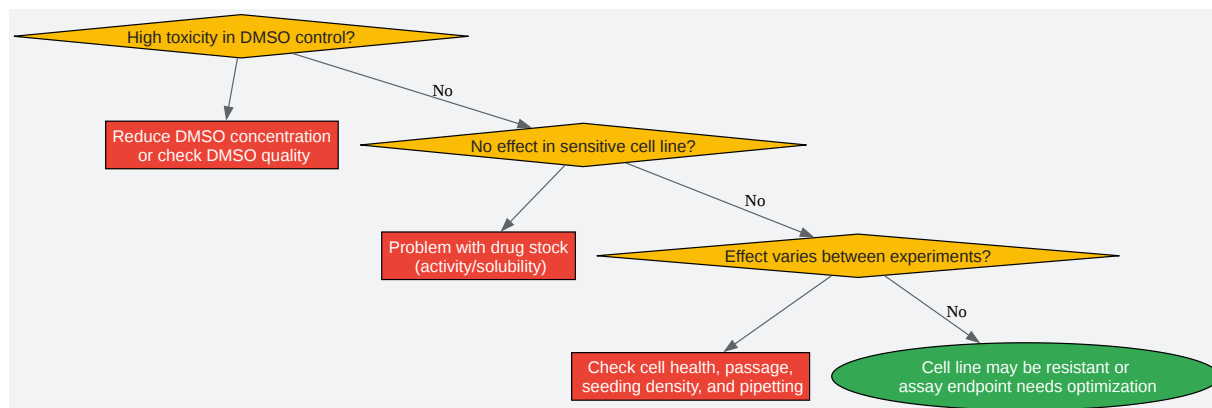 High toxicity in DMSO control?
No
Reduce DMSO concentration
or check DMSO quality
No effect in sensitive cell line?
No
Problem with drug stock
(activity/solubility)
Effect varies between experiments?
No
Check cell health, passage,
seeding density, and pipetting
Cell line may be resistant or
assay endpoint needs optimization